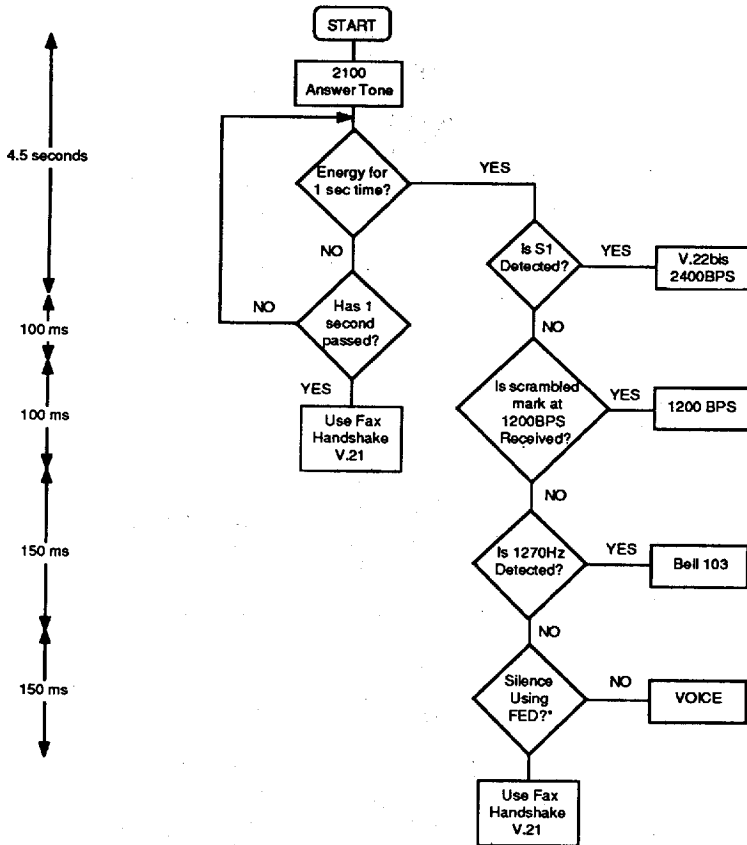 START
2100
Answer Tone
4.5 seconds
Energy for
1 sec time?
YES
NO
Is S1
Detected?
YES
V.22bis
2400BPS
NO
Has 1
second
passed?
NO
100 ms
YES
Use Fax
Handshake
V.21
100 ms
Is scrambled
mark at
1200BPS
Received?
YES
1200 BPS
NO
150 ms
Is 1270Hz
Detected?
YES
Bell 103
NO
150 ms
Silence
Using
FED?*
NO
VOICE
Use Fax
Handshake
V.21